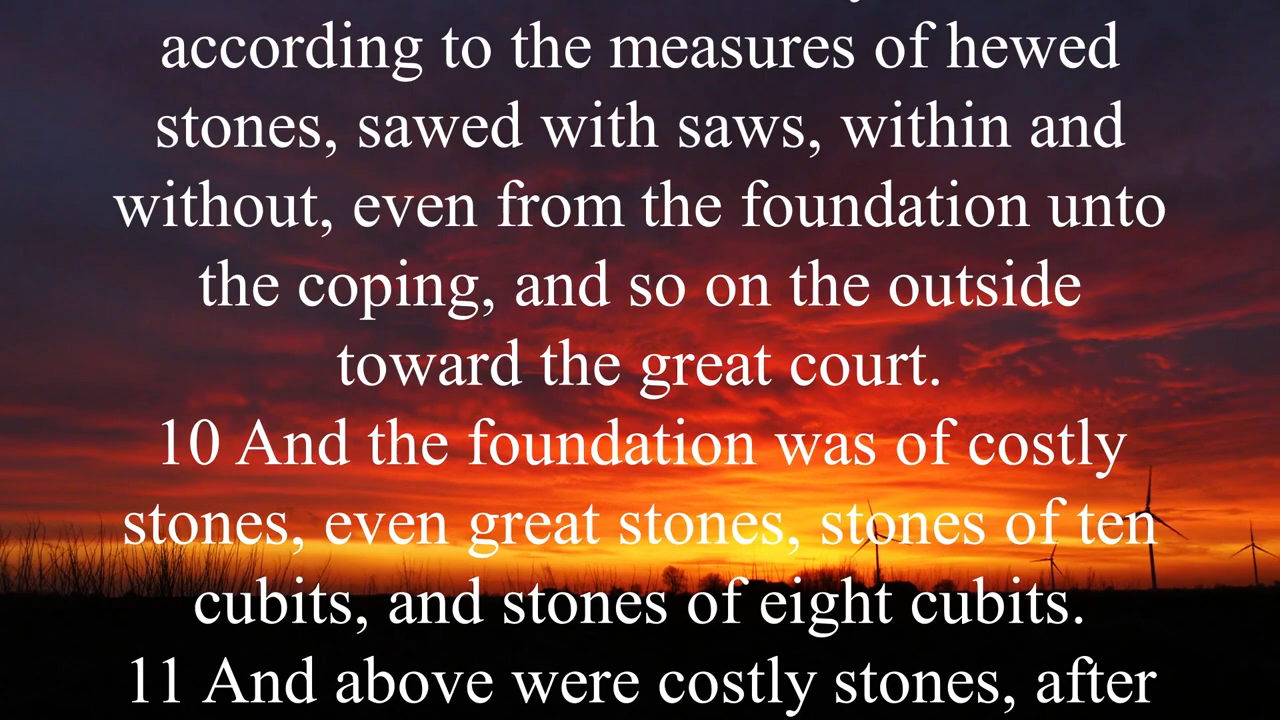 according to the measures of hewed
stones, sawed with saws, within and
without, even from the foundation unto
the coping, and so on the outside
toward the great court.
10 And the foundation was of costly
stones, even great stones, stones of ten
cubits, and stones of eight cubits.
11 And above were costly stones, after